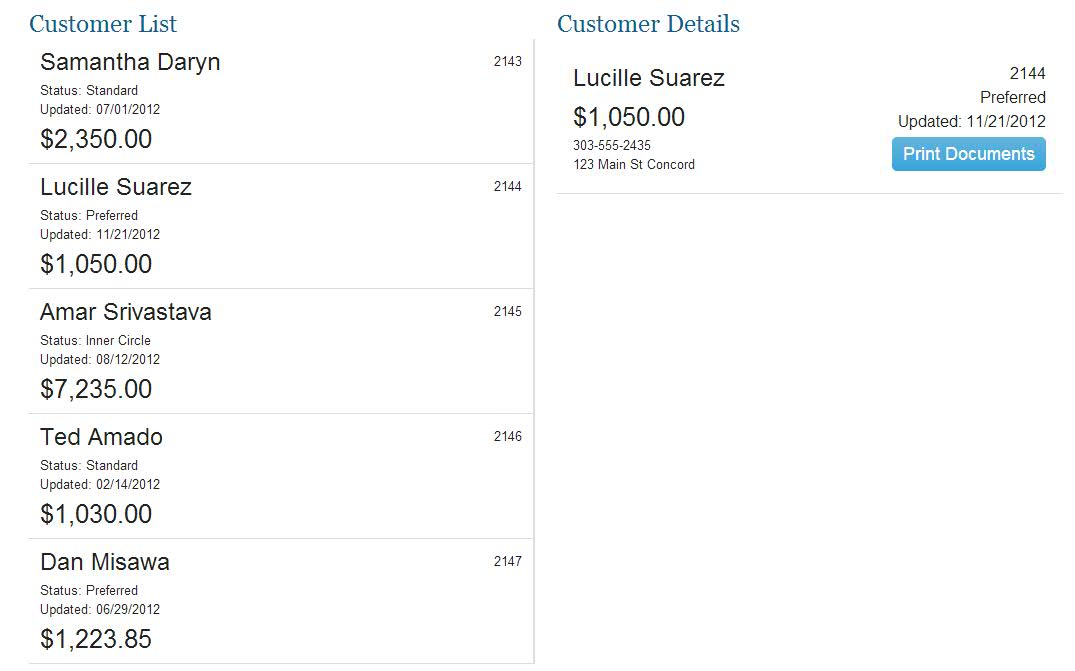 Customer List
Samantha Daryn 2143
Status: Standard
Updated: 07/01/2012
$2,350.00
Lucille Suarez 2144
Status: Preferred
Updated: 11/21/2012
$1,050.00
Amar Srivastava 2145
Status: Inner Circle
Updated: 08/12/2012
$7,235.00
Ted Amado 2146
Status: Standard
Updated: 02/14/2012
$1,030.00
Dan Misawa 2147
Status: Preferred
Updated: 06/29/2012
$1,223.85
Customer Details
Lucille Suarez
$1,050.00
303-555-2435
123 Main St Concord
2144
Preferred
Updated: 11/21/2012
Print Documents